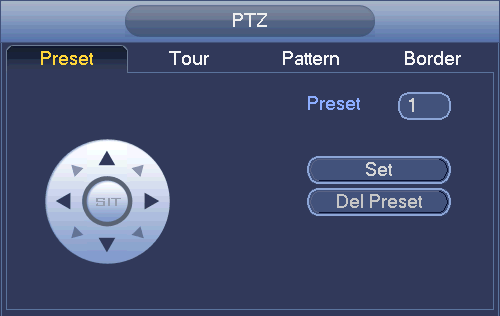 PTZ
Preset Tour Pattern Border
Preset 1
Set
SIT
Del Preset